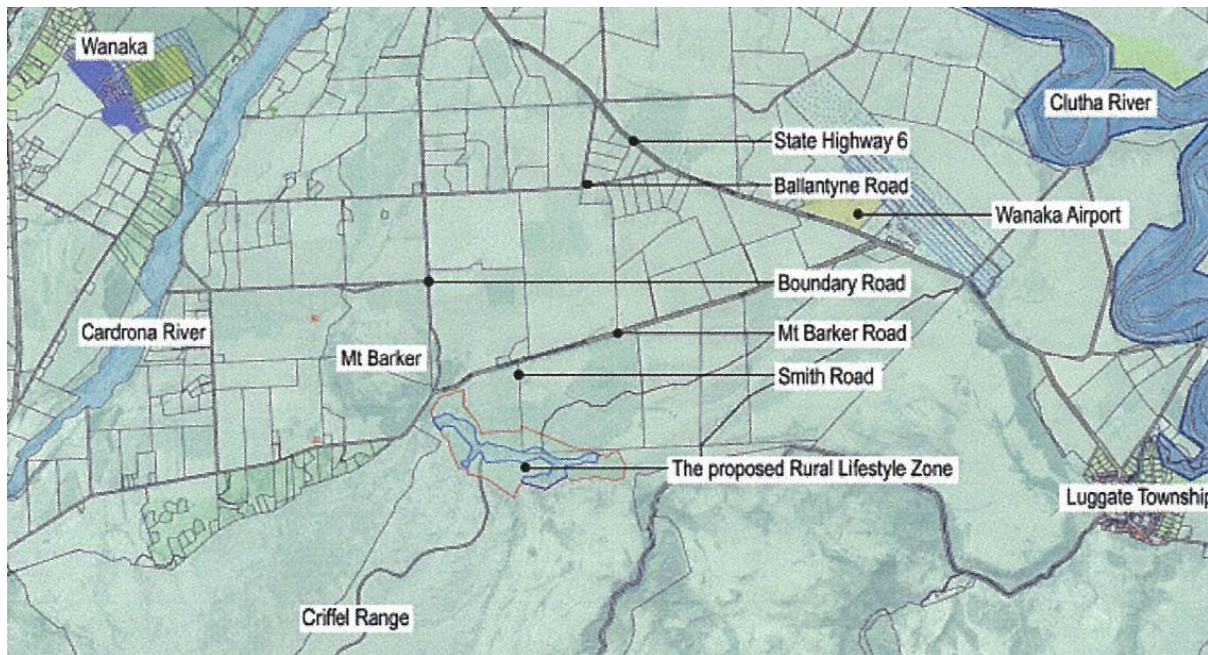 Wanaka
Clutha River
State Highway 6
Ballantyne Road
Wanaka Airport
Boundary Road
Cardrona River
Mt Barker Road
Mt Barker
Smith Road
The proposed Rural Lifestyle Zone
Luggate Township
Criffel Range